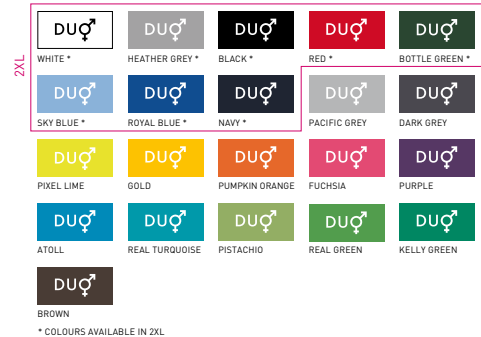 DUO DUO DUO DUO DUO
WHITE * HEATHER GREY * BLACK * RED * BOTTLE GREEN *
2XL
DUO DUO DUO DUO DUO
SKY BLUE * ROYAL BLUE * NAVY * PACIFIC GREY DARK GREY
DUO DUO DUO DUO DUO
PIXEL LIME GOLD PUMPKIN ORANGE FUCHSIA PURPLE
DUO DUO DUO DUO DUO
ATOLL REAL TURQUOISE PISTACHIO REAL GREEN KELLY GREEN
DUO
BROWN
* COLOURS AVAILABLE IN 2XL